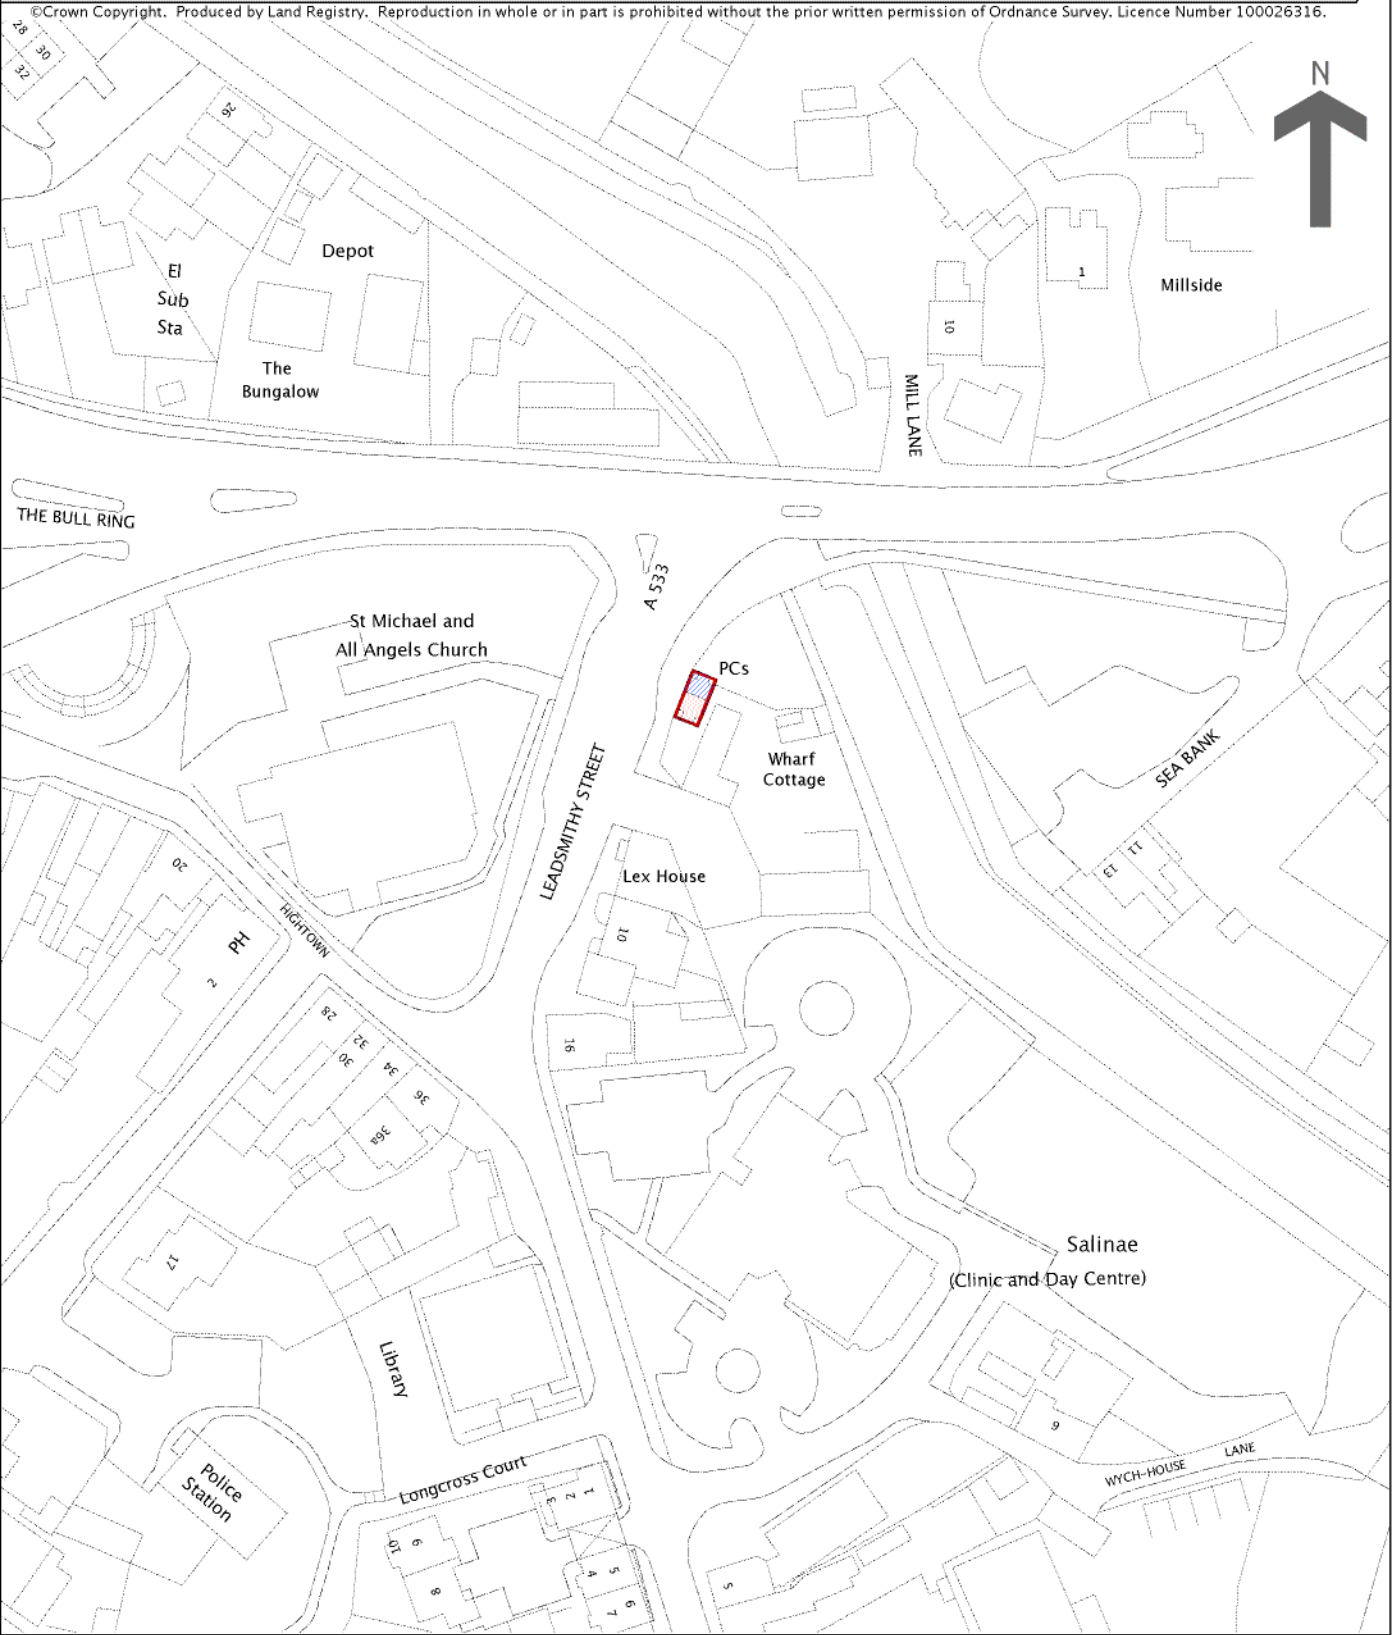 ©Crown Copyright. Produced by Land Registry. Reproduction in whole or in part is prohibited without the prior written permission of Ordnance Survey. Licence Number 100026316.
28
30
32
N
26
Depot
El
Sub
Sta
1
Millside
10
The
Bungalow
MILL LANE
THE BULL RING
A 533
St Michael and
All Angels Church
PCs
Wharf
Cottage
SEA BANK
LEADSMITHY STREET
20
11
13
Lex House
HIGHTOWN
PH
2
10
28
32
30
34
36
36a
16
17
Salinae
(Clinic and Day Centre)
Library
9
WYCH-HOUSE LANE
Police
Station
Longcross Court
3 2 1
10
9
8
4
5
6
7
5